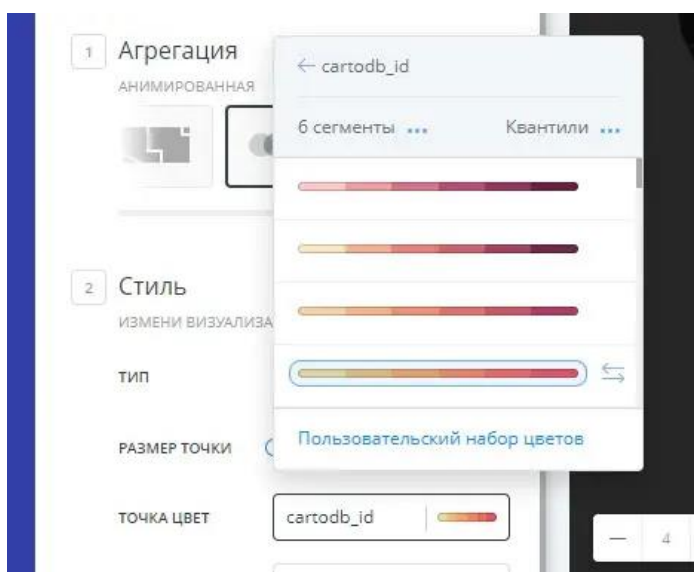 1 Агрегация
АНИМИРОВАННАЯ
← cartodb_id
6 сегменты ... Квантили ...
2 Стиль
ИЗМЕНИ ВИЗУАЛИЗА
ТИП
РАЗМЕР ТОЧКИ
Пользовательский набор цветов
ТОЧКА ЦВЕТ cartodb_id
4